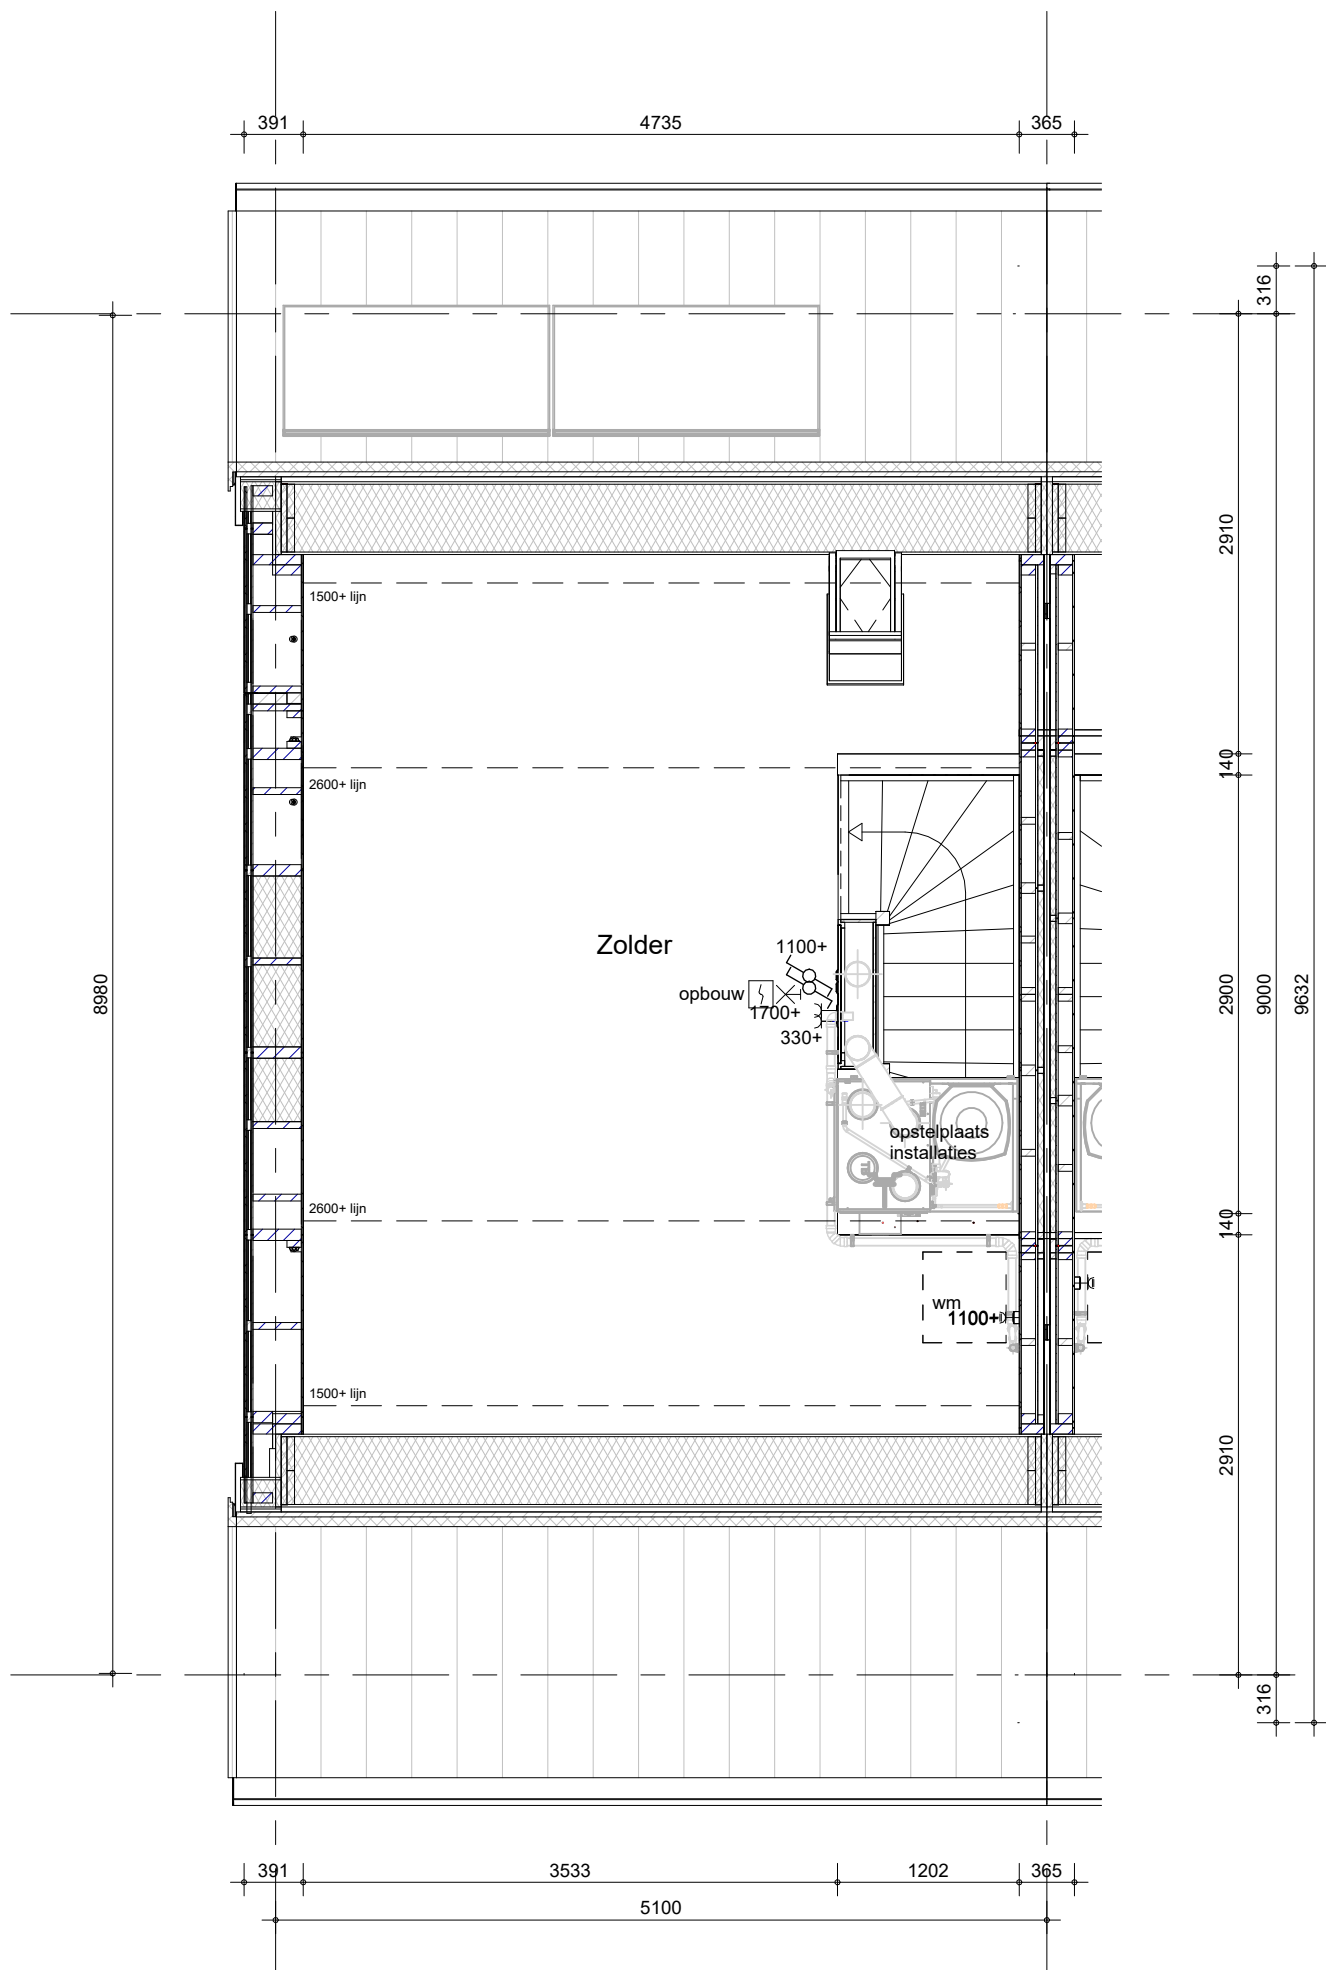 391
4735
365
316
1500+ lijn
2910
2600+ lijn
140
Zolder
1100+
opbouw
1700+
330+
8980
2900
9000
9632
opstelplaats
installaties
2600+ lijn
140
wm
1100+
1500+ lijn
2910
316
391
3533
1202
365
5100